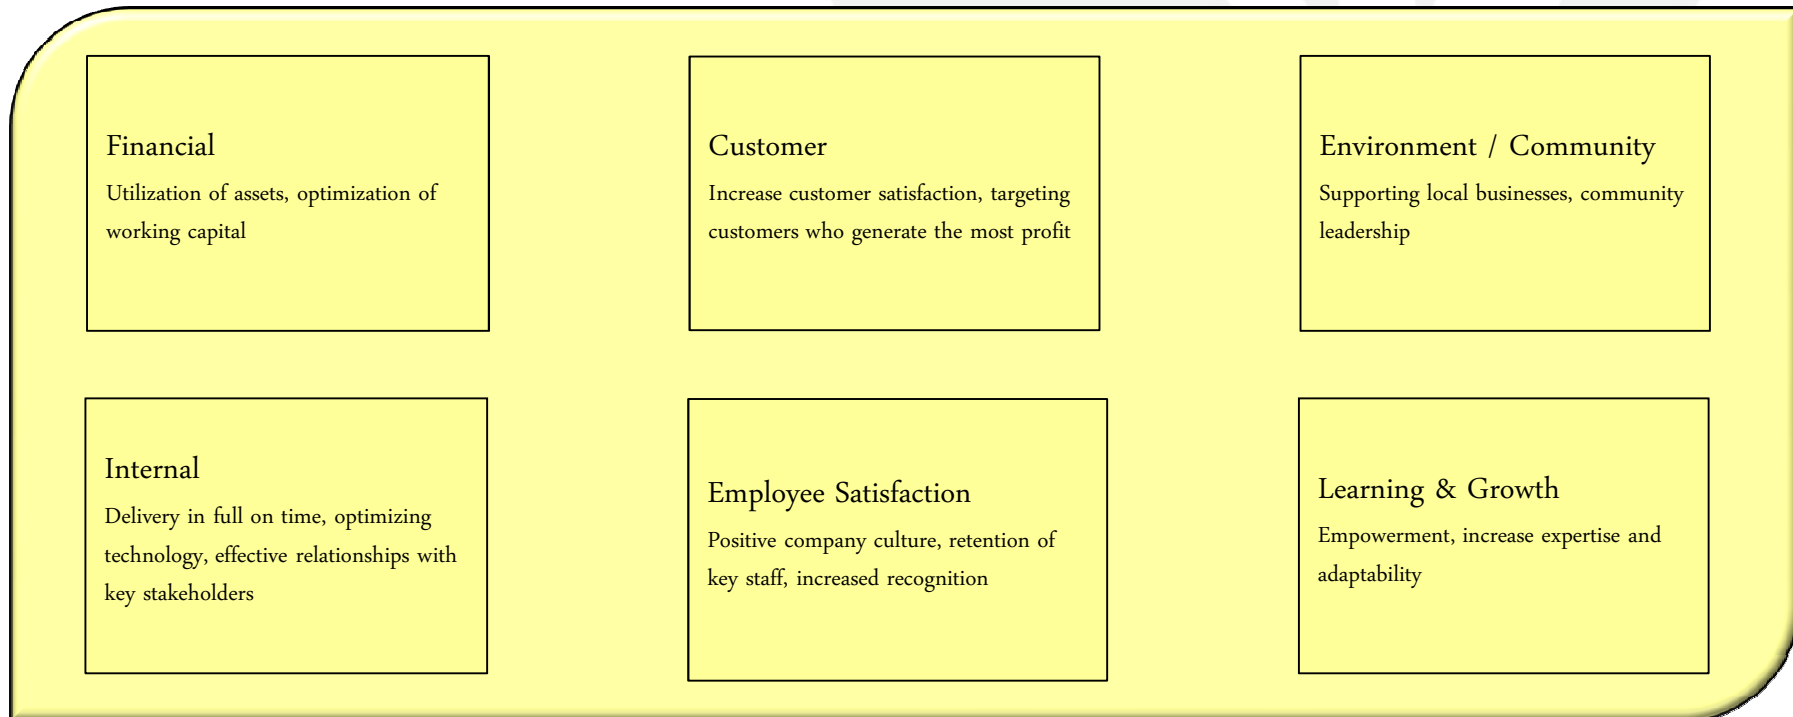 Financial
Utilization of assets, optimization of
working capital
Customer
Increase customer satisfaction, targeting
customers who generate the most profit
Environment / Community
Supporting local businesses, community
leadership
Internal
Delivery in full on time, optimizing
technology, effective relationships with
key stakeholders
Employee Satisfaction
Positive company culture, retention of
key staff, increased recognition
Learning & Growth
Empowerment, increase expertise and
adaptability